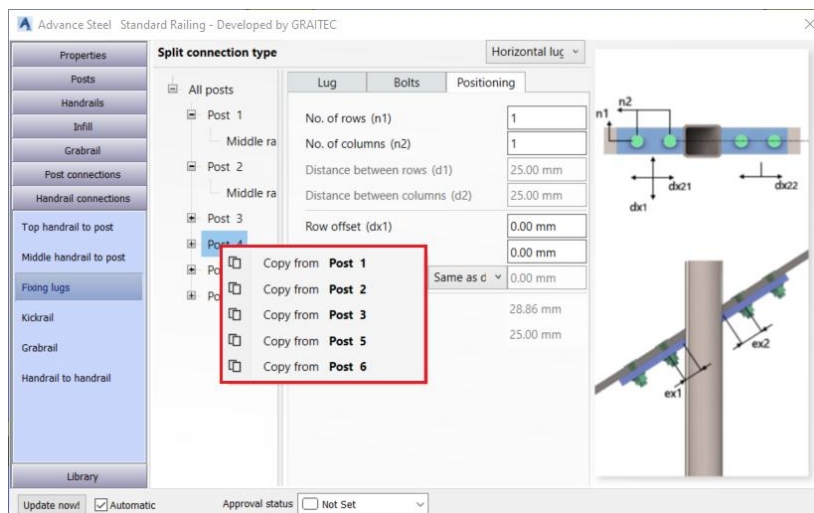 Advance Steel   Standard Railing - Developed by GRAITEC
Properties
Posts
Handrails
Infill
Grabrail
Post connections
Handrail connections
Top handrail to post
Middle handrail to post
Fixing lugs
Kickrail
Grabrail
Handrail to handrail
Library
Split connection type
Horizontal lug
All posts
Post 1
Middle ra
Post 2
Middle ra
Post 3
Post 4
Po
Po
Copy from Post 1
Copy from Post 2
Copy from Post 3
Copy from Post 5
Copy from Post 6
Lug Bolts Positioning
No. of rows (n1) 1
No. of columns (n2) 1
Distance between rows (d1) 25.00 mm
Distance between columns (d2) 25.00 mm
Row offset (dx1) 0.00 mm
0.00 mm
Same as d 0.00 mm
28.86 mm
25.00 mm
n1 n2
dx21 dx22
dx1
ex2
ex1
Update now! Automatic Approval status Not Set